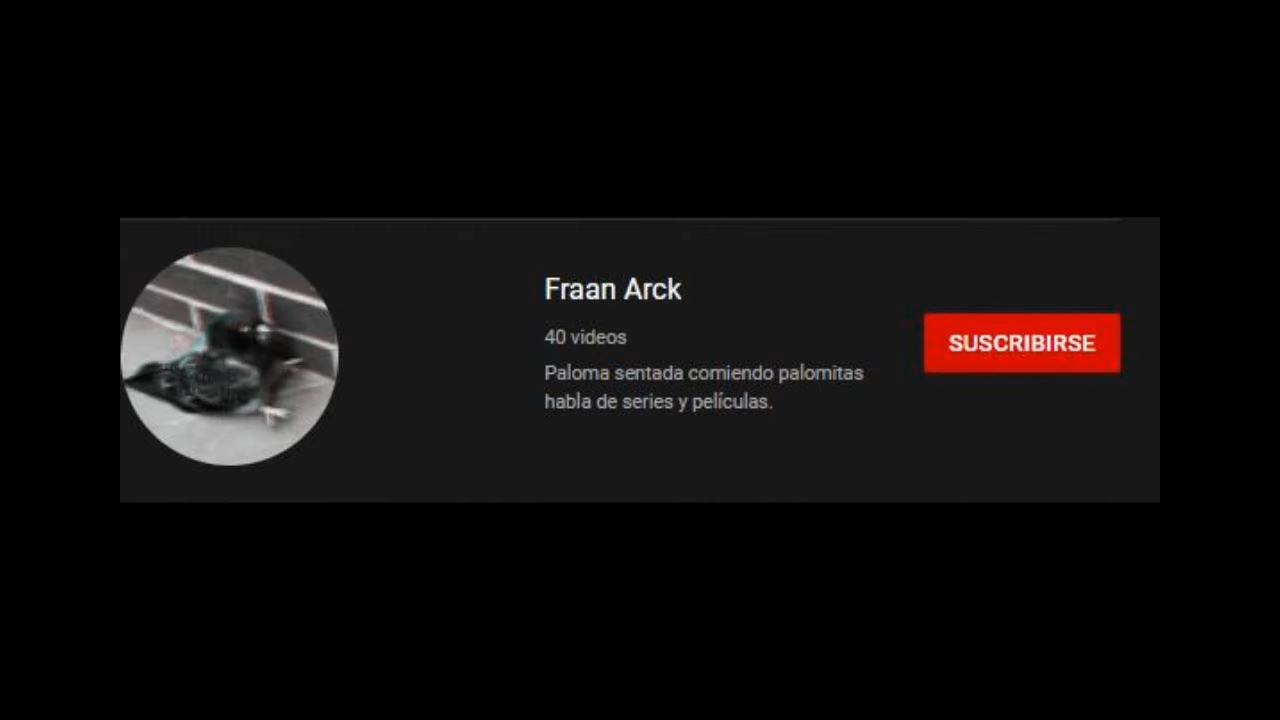 Fraan Arck
40 videos
SUSCRIBIRSE
Paloma sentada comiendo palomitas
habla de series y películas.